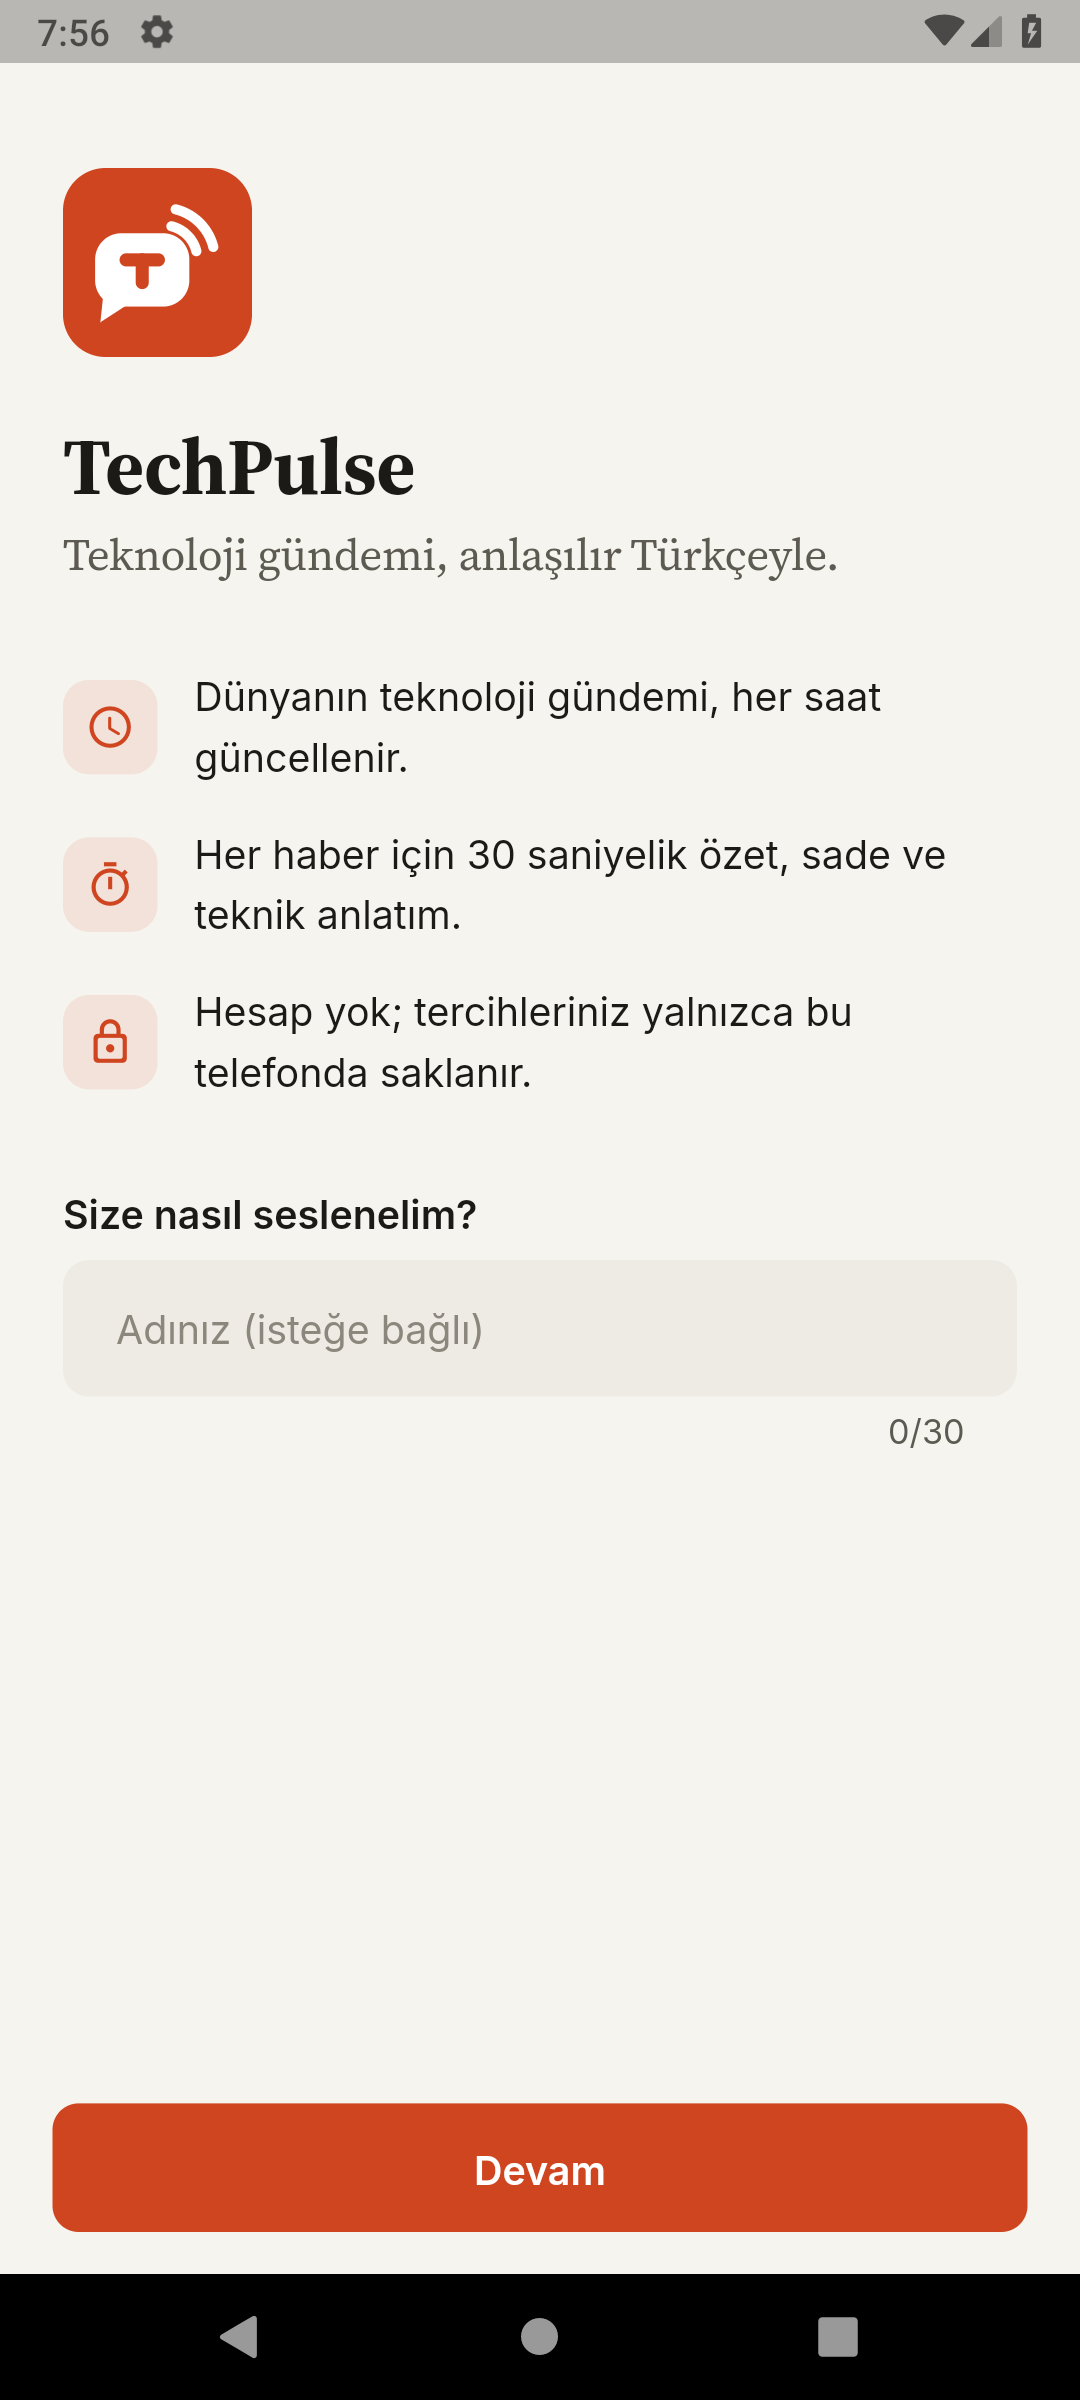 7:56
T
TechPulse
Teknoloji gündemi, anlaşılır Türkçeyle.
Dünyanın teknoloji gündemi, her saat
güncellenir.
Her haber için 30 saniyelik özet, sade ve
teknik anlatım.
Hesap yok; tercihleriniz yalnızca bu
telefonda saklanır.
Size nasıl seslenelim?
Adınız (isteğe bağlı)
0/30
Devam